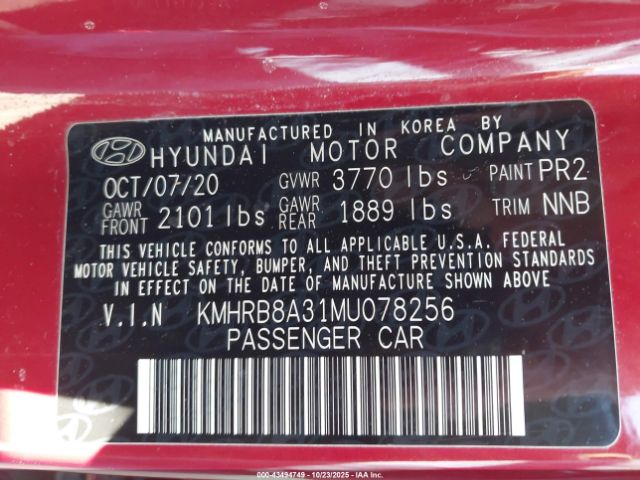 MANUFACTURED IN KOREA BY
HYUNDAI MOTOR COMPANY
OCT/07/20 GVWR 3770 lbs PAINT PR2
GAWR FRONT 2101 lbs GAWR REAR 1889 lbs TRIM NNB
THIS VEHICLE CONFORMS TO ALL APPLICABLE U.S.A. FEDERAL
MOTOR VEHICLE SAFETY, BUMPER, AND THEFT PREVENTION STANDARDS
IN EFFECT ON THE DATE OF MANUFACTURE SHOWN ABOVE
V.I.N KMHRB8A31MU078256
PASSENGER CAR
000-43494749 - 10/23/2025 - IAA Inc.